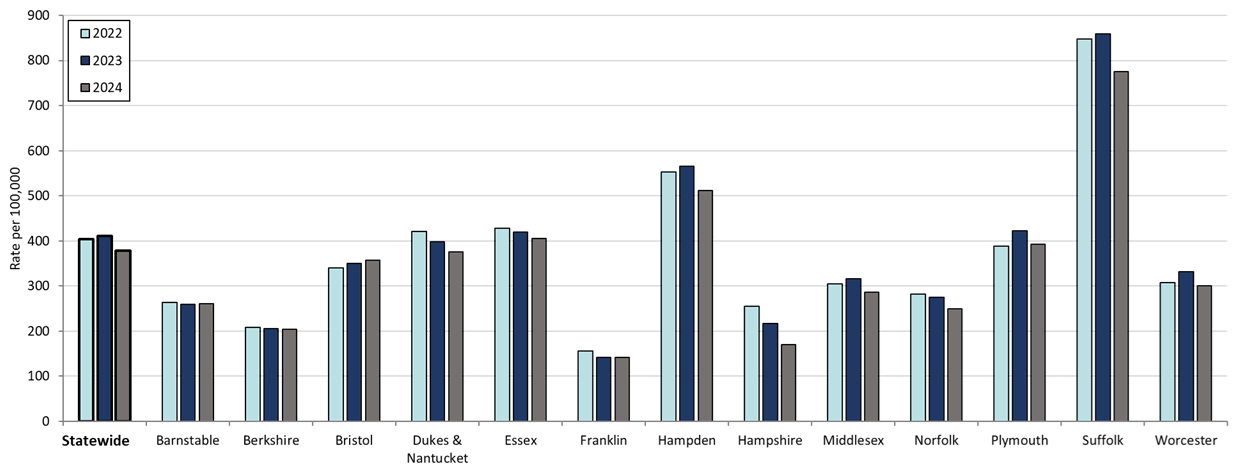 900
800
700
600
500
400
300
200
100
0
Rate per 100,000
2022
2023
2024
Statewide
Barnstable
Berkshire
Bristol
Dukes &
Nantucket
Essex
Franklin
Hampden
Hampshire
Middlesex
Norfolk
Plymouth
Suffolk
Worcester